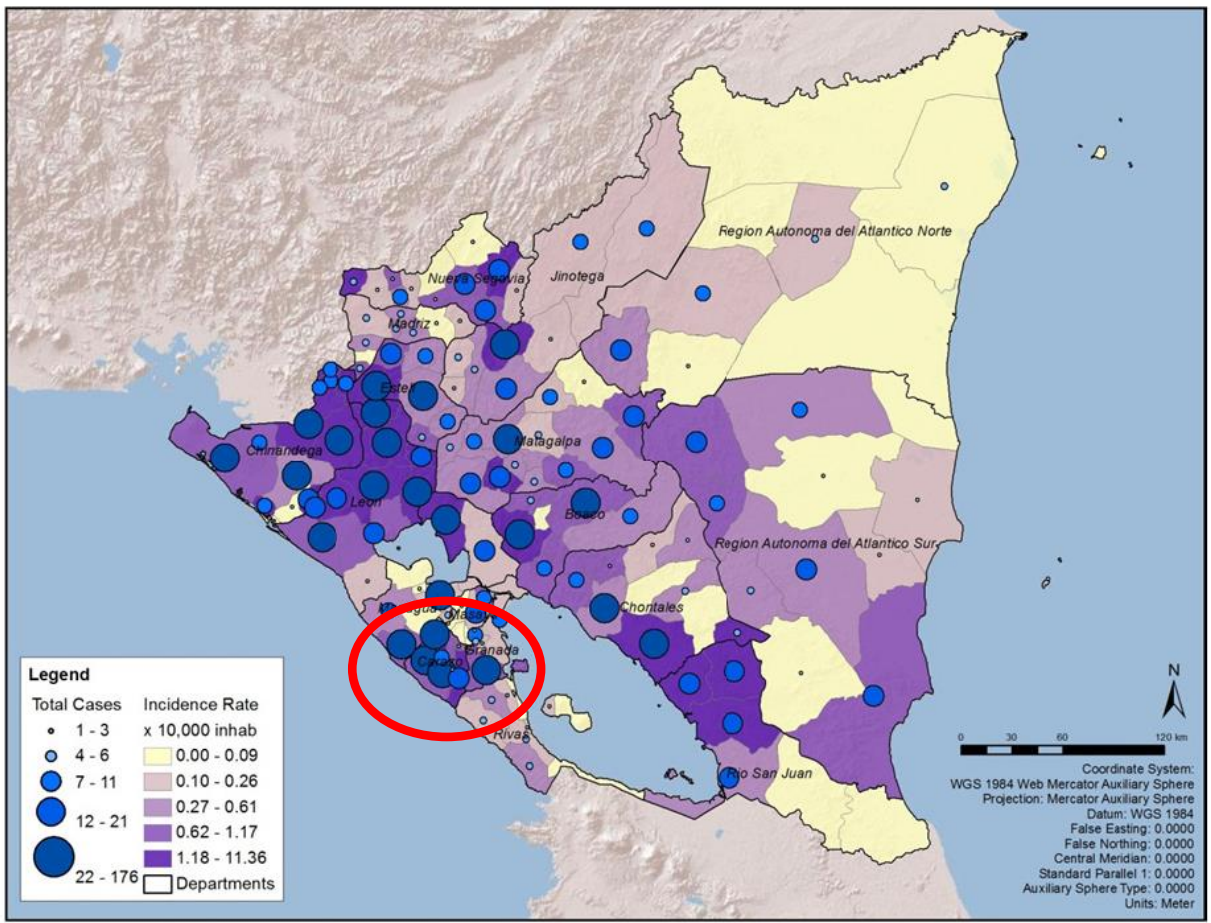 Region Autonoma del Atlantico Norte
Nueva Segovia
Jinotega
Madriz
Esteli
Matagalpa
Chinandega
Leon
Boaco
Region Autonoma del Atlantico Sur
Managua
Masaya
Chontales
Granada
Carazo
Rivas
Rio San Juan
Legend
Total Cases
1 - 3
4 - 6
7 - 11
12 - 21
22 - 176
Incidence Rate
x 10,000 inhab
0.00 - 0.09
0.10 - 0.26
0.27 - 0.61
0.62 - 1.17
1.18 - 11.36
Departments
N
0 30 60 120 km
Coordinate System:
WGS 1984 Web Mercator Auxiliary Sphere
Projection: Mercator Auxiliary Sphere
Datum: WGS 1984
False Easting: 0.0000
False Northing: 0.0000
Central Meridian: 0.0000
Standard Parallel 1: 0.0000
Auxiliary Sphere Type: 0.0000
Units: Meter